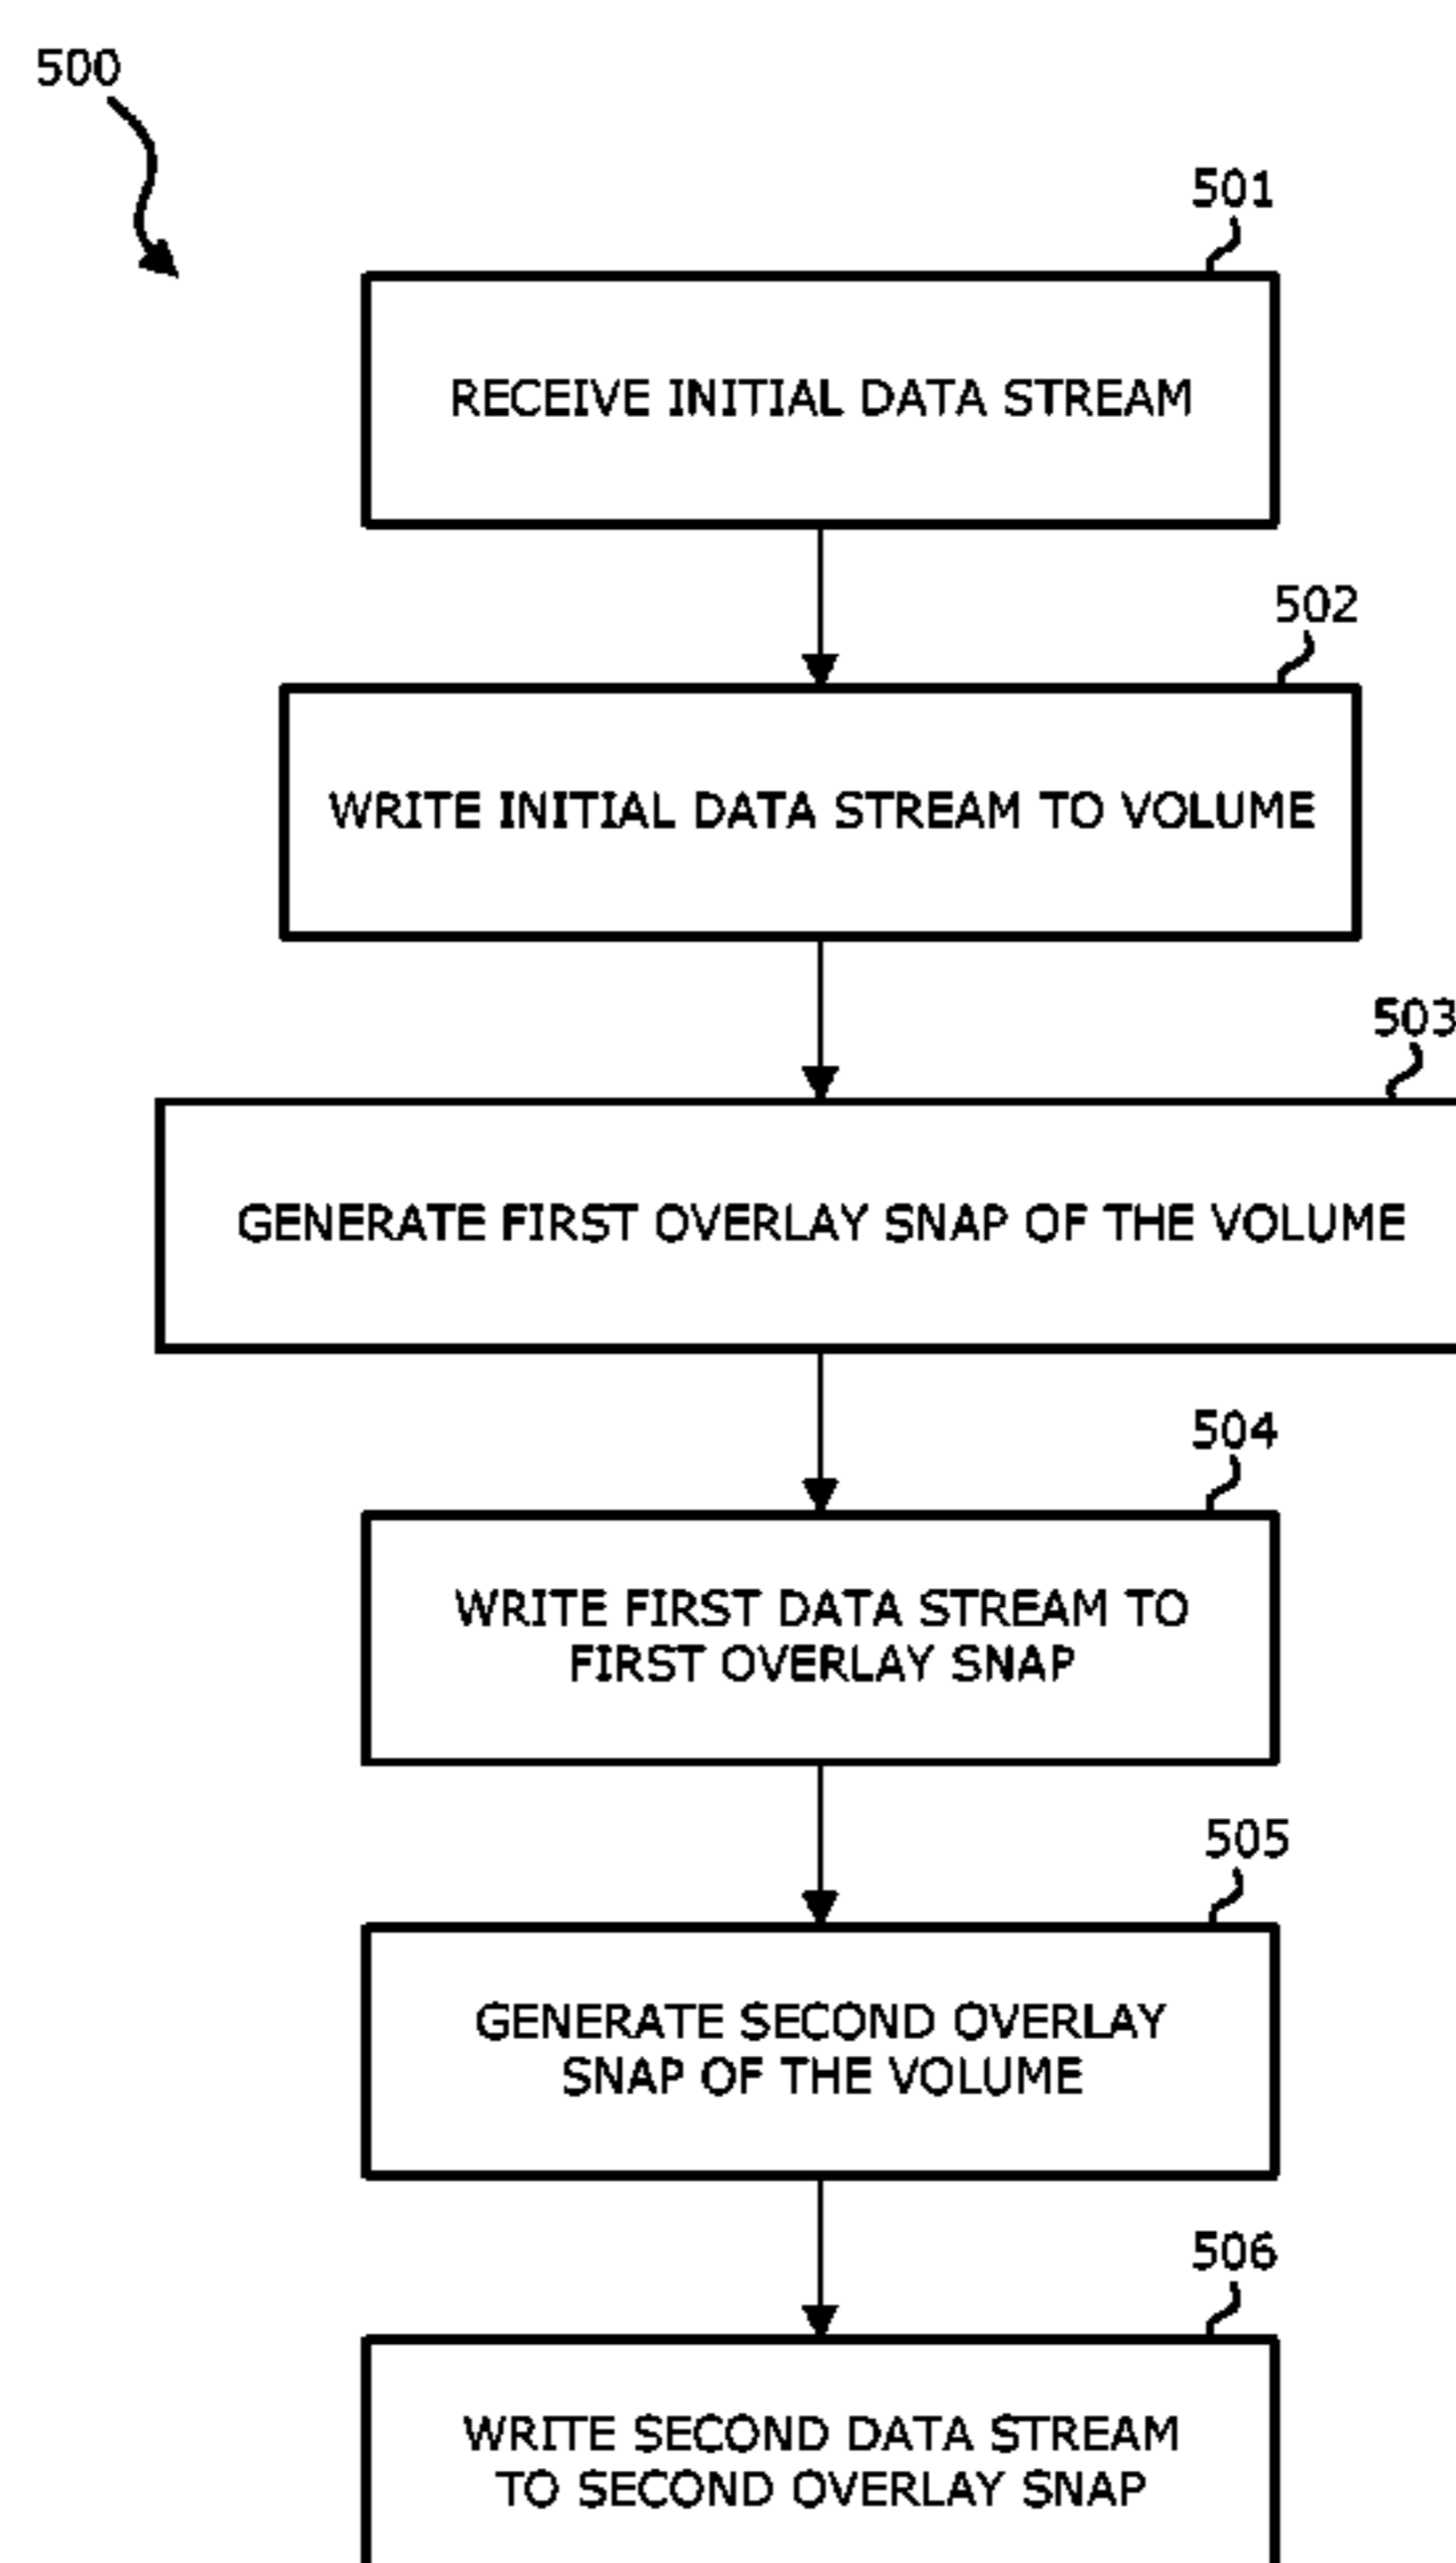 500
501
RECEIVE INITIAL DATA STREAM
502
WRITE INITIAL DATA STREAM TO VOLUME
503
GENERATE FIRST OVERLAY SNAP OF THE VOLUME
504
WRITE FIRST DATA STREAM TO
FIRST OVERLAY SNAP
505
GENERATE SECOND OVERLAY
SNAP OF THE VOLUME
506
WRITE SECOND DATA STREAM
TO SECOND OVERLAY SNAP